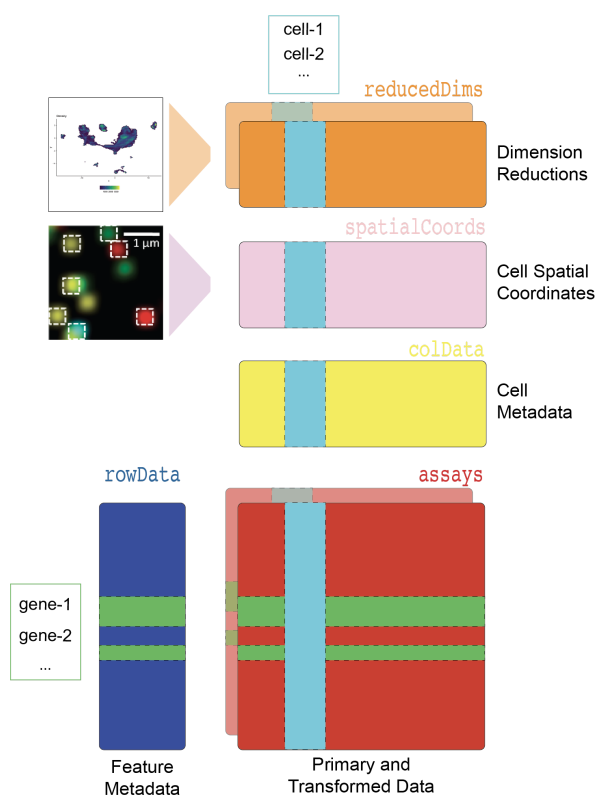 cell-1
cell-2
...
reducedDims
Dimension
Reductions
spatialCoords
1 µm
Cell Spatial
Coordinates
colData
Cell
Metadata
rowData
assays
gene-1
gene-2
...
Feature
Metadata
Primary and
Transformed Data